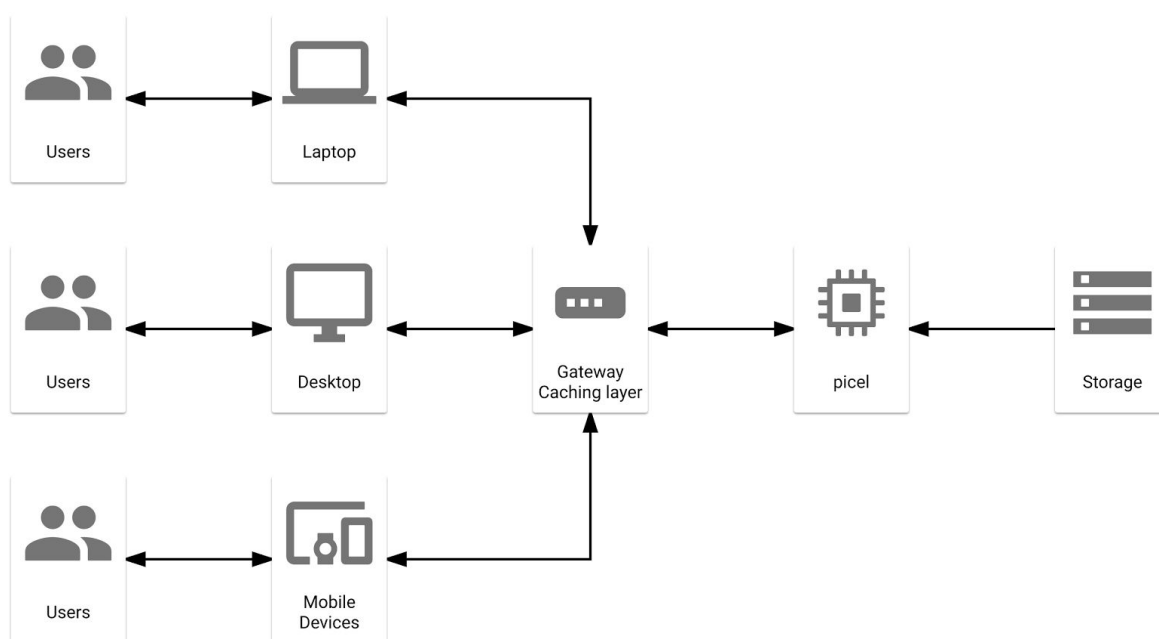 Users
Laptop
Users
Desktop
Gateway
Caching layer
picel
Storage
Users
Mobile
Devices